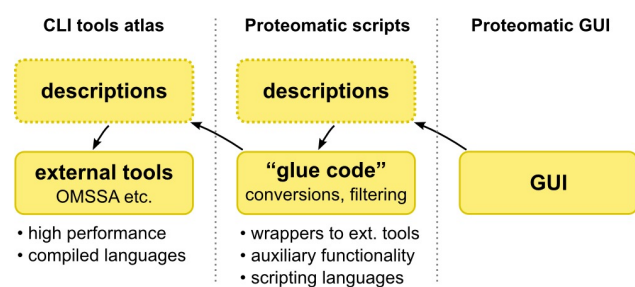 CLI tools atlas
Proteomatic scripts
Proteomatic GUI
descriptions
descriptions
external tools
OMSSA etc.
“glue code”
conversions, filtering
GUI
• high performance
• compiled languages
• wrappers to ext. tools
• auxiliary functionality
• scripting languages